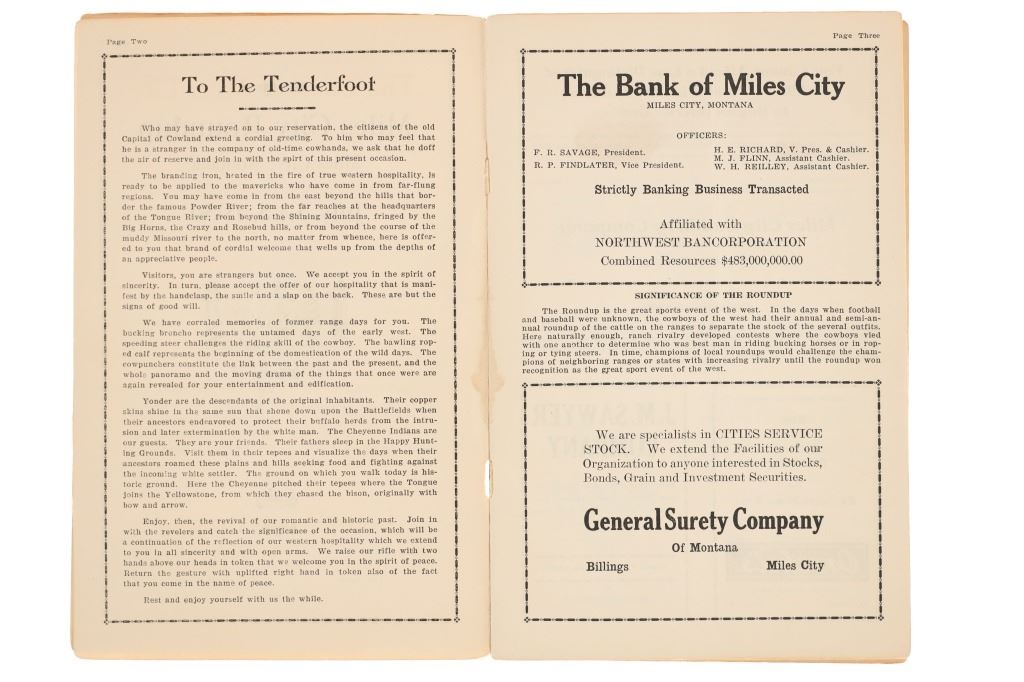 Page Two
To The Tenderfoot
Who may have strayed on to our reservation, the citizens of the old
Capital of Cowland extend a cordial greeting. To him who may feel that
he is a stranger in the company of old-time cowhands, we ask that he doff
the air of reserve and join in with the spirt of this present occasion.
The branding iron, heated in the fire of true western hospitality, is
ready to be applied to the mavericks who have come in from far-flung
regions. You may have come in from the east beyond the hills that bor-
der the famous Powder River; from the far reaches at the headquarters
of the Tongue River; from beyond the Shining Mountains, fringed by the
Big Horns, the Crazy and Rosebud hills, or from beyond the course of the
muddy Missouri river to the north, no matter from whence, here is offer-
ed to you that brand of cordial welcome that wells up from the depths of
an appreciative people.
Visitors, you are strangers but once. We accept you in the spirit of
sincerity. In turn, please accept the offer of our hospitality that is mani-
fest by the handclasp, the smile and a slap on the back. These are but the
signs of good will.
We have corraled memories of former range days for you. The
bucking broncho represents the untamed days of the early west. The
speeding steer challenges the riding skill of the cowboy. The bawling rop-
ed calf represents the beginning of the domestication of the wild days. The
cowpunchers constitute the link between the past and the present, and the
whole panorama and the moving drama of the things that once were are
again revealed for your entertainment and edification.
Yonder are the descendants of the original inhabitants. Their copper
skins shine in the same sun that shone down upon the Battlefields when
their ancestors endeavored to protect their buffalo herds from the intru-
sion and later extermination by the white man. The Cheyenne Indians are
our guests. They are your friends. Their fathers sleep in the Happy Hunt-
ing Grounds. Visit them in their tepees and visualize the days when their
ancestors roamed these plains and hills seeking food and fighting against
the incoming white settler. The ground on which you walk today is his-
toric ground. Here the Cheyenne pitched their tepees where the Tongue
joins the Yellowstone, from which they chased the bison, originally with
bow and arrow.
Enjoy, then, the revival of our romantic and historic past. Join in
with the revelers and catch the significance of the occasion, which will be
a continuation of the reflection of our western hospitality which we extend
to you in all sincerity and with open arms. We raise our rifle with two
hands above our heads in token that we welcome you in the spirit of peace.
Return the gesture with uplifted right hand in token also of the fact
that you come in the name of peace.
Rest and enjoy yourself with us the while.
Page Three
The Bank of Miles City
MILES CITY, MONTANA
OFFICERS:
F. R. SAVAGE, President.
R. P. FINDLATER, Vice President.
H. E. RICHARD, V. Pres. & Cashier.
M. J. FLINN, Assistant Cashier.
W. H. REILLEY, Assistant Cashier.
Strictly Banking Business Transacted
Affiliated with
NORTHWEST BANCORPORATION
Combined Resources $483,000,000.00
SIGNIFICANCE OF THE ROUNDUP
The Roundup is the great sports event of the west. In the days when football
and baseball were unknown, the cowboys of the west had their annual and semi-an-
nual roundup of the cattle on the ranges to separate the stock of the several outfits.
Here naturally enough, ranch rivalry developed contests where the cowboys vied
with one another to determine who was best man in riding bucking horses or in rop-
ing or tying steers. In time, champions of local roundups would challenge the cham-
pions of neighboring ranges or states with increasing rivalry until the roundup won
recognition as the great sport event of the west.
We are specialists in CITIES SERVICE
STOCK. We extend the Facilities of our
Organization to anyone interested in Stocks,
Bonds, Grain and Investment Securities.
General Surety Company
Of Montana
Billings Miles City